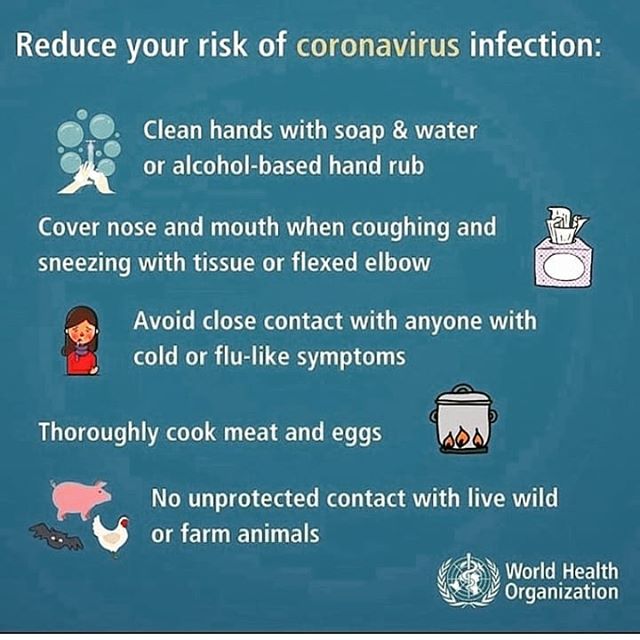 Reduce your risk of coronavirus infection:
Clean hands with soap & water
or alcohol-based hand rub
Cover nose and mouth when coughing and
sneezing with tissue or flexed elbow
Avoid close contact with anyone with
cold or flu-like symptoms
Thoroughly cook meat and eggs
No unprotected contact with live wild
or farm animals
World Health
Organization